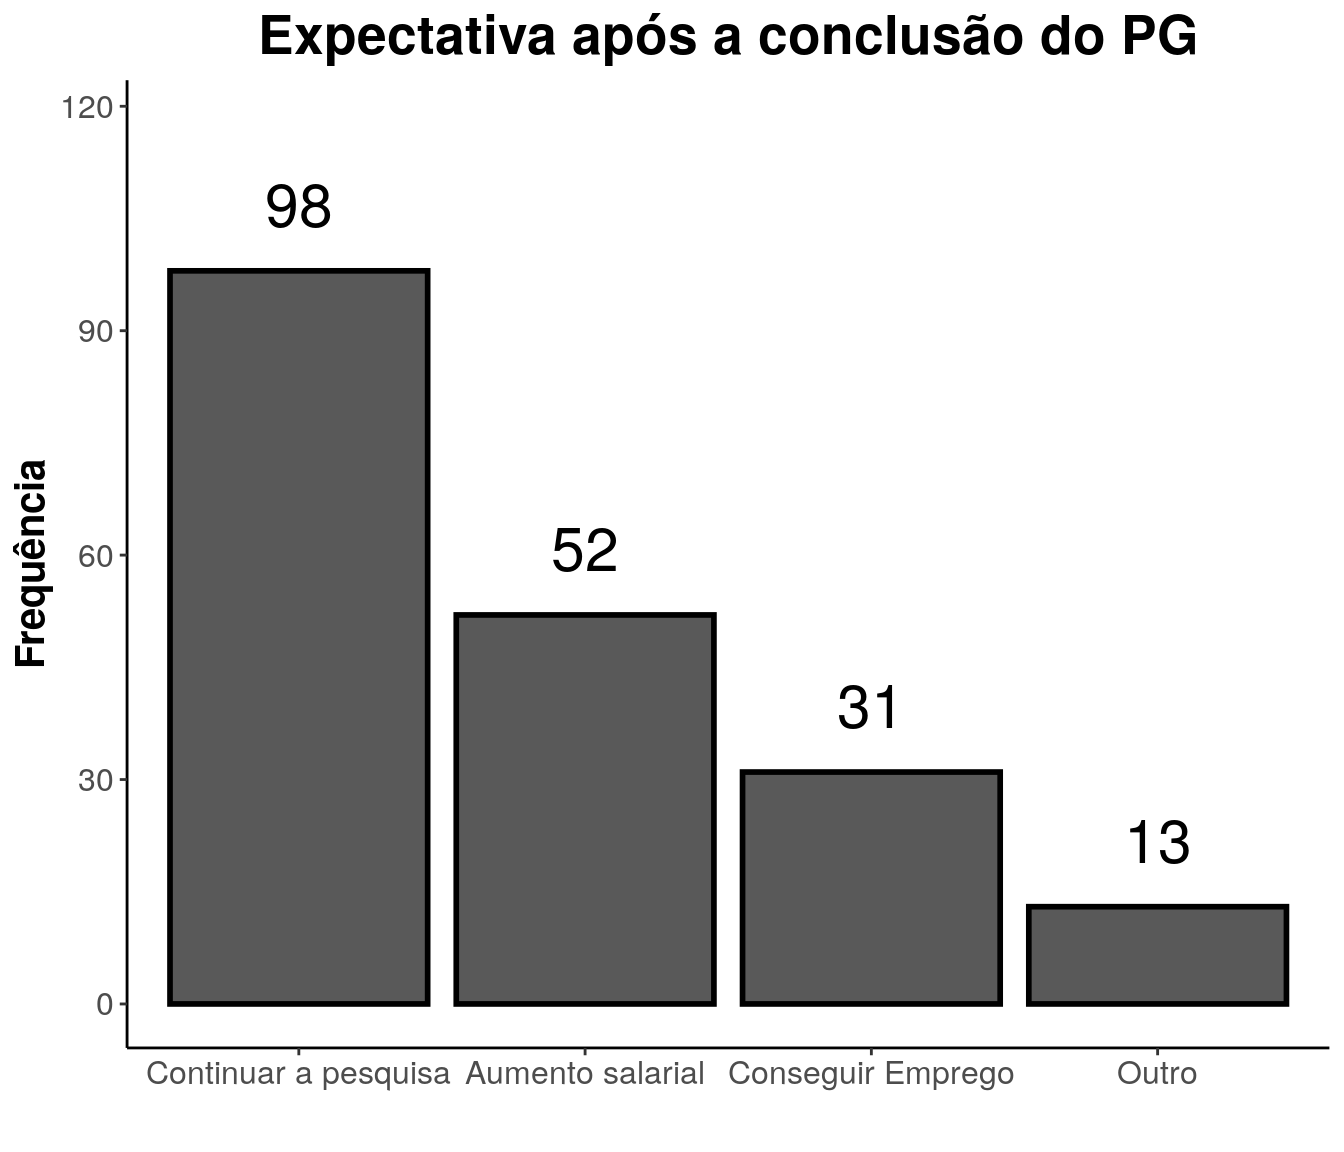 Expectativa após a conclusão do PG
Frequência
120
90
60
30
0
98
52
31
13
Continuar a pesquisa
Aumento salarial
Conseguir Emprego
Outro